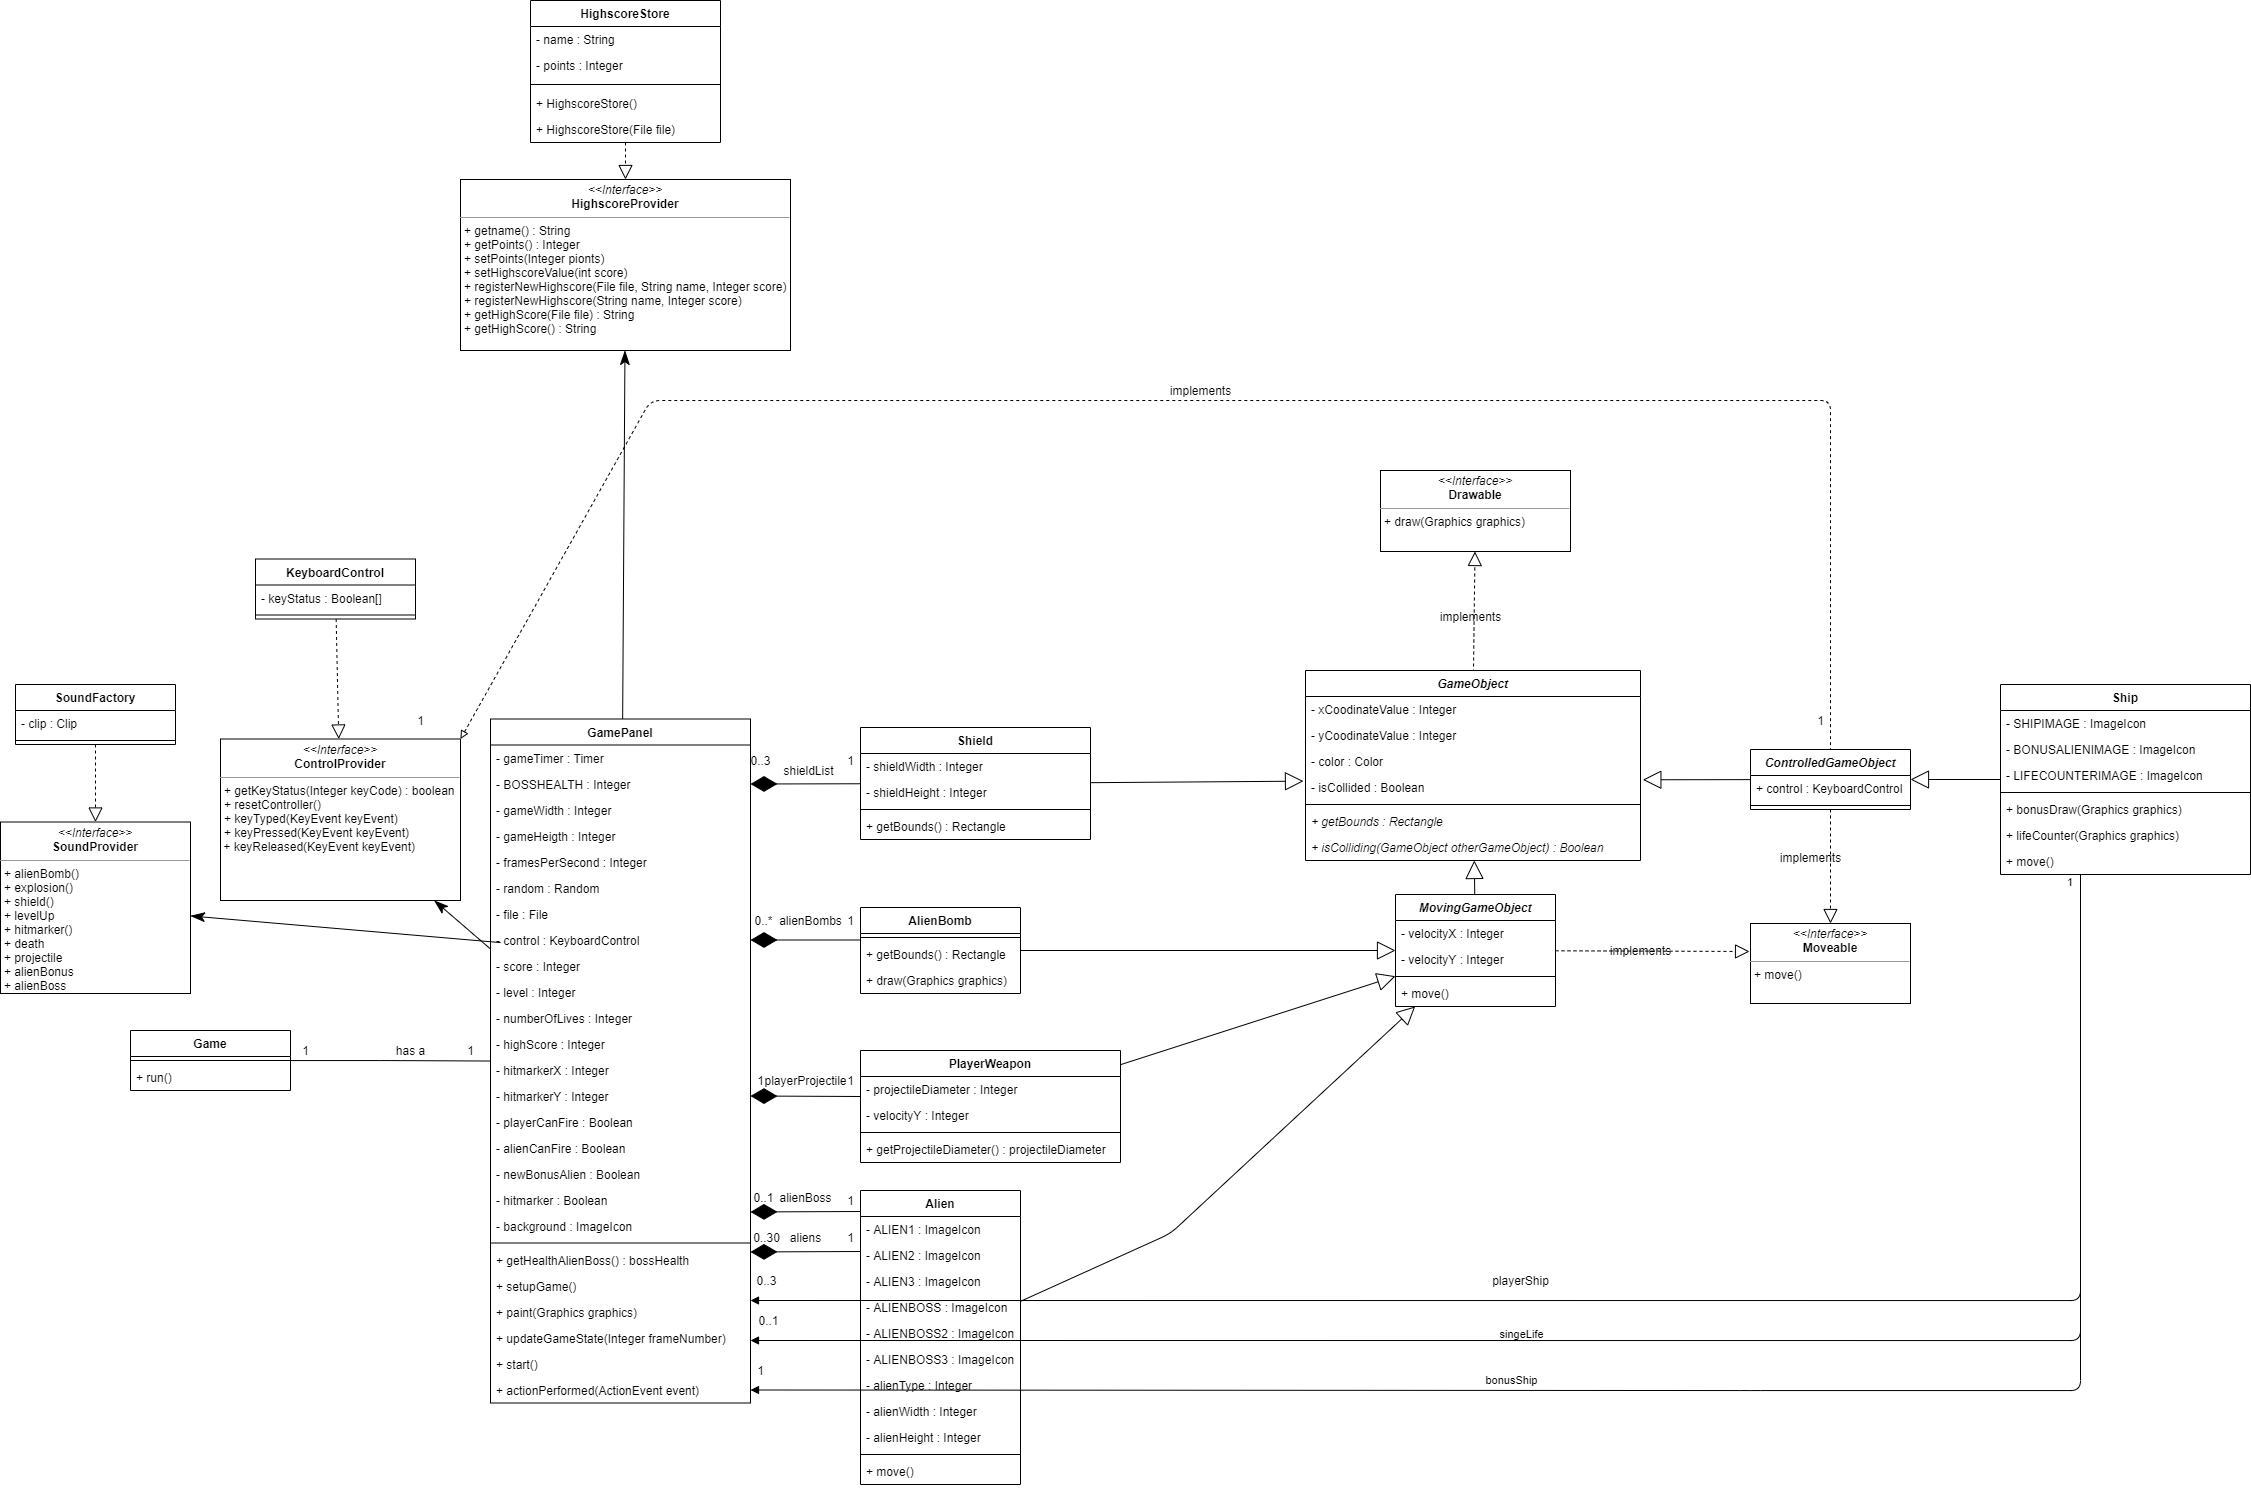 HighscoreStore
- name : String
- points : Integer
+ HighscoreStore()
+ HighscoreStore(File file)
<<Interface>>
HighscoreProvider
+ getname() : String
+ getPoints() : Integer
+ setPoints(Integer pionts)
+ setHighscoreValue(int score)
+ registerNewHighscore(File file, String name, Integer score)
+ registerNewHighscore(String name, Integer score)
+ getHighScore(File file) : String
+ getHighScore() : String
implements
<<Interface>>
Drawable
+ draw(Graphics graphics)
implements
KeyboardControl
- keyStatus : Boolean[]
SoundFactory
- clip : Clip
1
<<Interface>>
ControlProvider
+ getKeyStatus(Integer keyCode) : boolean
+ resetController()
+ keyTyped(KeyEvent keyEvent)
+ keyPressed(KeyEvent keyEvent)
+ keyReleased(KeyEvent keyEvent)
<<Interface>>
SoundProvider
+ alienBomb()
+ explosion()
+ shield()
+ levelUp
+ hitmarker()
+ death
+ projectile
+ alienBonus
+ alienBoss
Game
+ run()
1
has a
1
GamePanel
- gameTimer : Timer
- BOSSHEALTH : Integer
- gameWidth : Integer
- gameHeigth : Integer
- framesPerSecond : Integer
- random : Random
- file : File
- control : KeyboardControl
- score : Integer
- level : Integer
- numberOfLives : Integer
- highScore : Integer
- hitmarkerX : Integer
- hitmarkerY : Integer
- playerCanFire : Boolean
- alienCanFire : Boolean
- newBonusAlien : Boolean
- hitmarker : Boolean
- background : ImageIcon
+ getHealthAlienBoss() : bossHealth
+ setupGame()
+ paint(Graphics graphics)
+ updateGameState(Integer frameNumber)
+ start()
+ actionPerformed(ActionEvent event)
0..3
shieldList
1
Shield
- shieldWidth : Integer
- shieldHeight : Integer
+ getBounds() : Rectangle
0..*
alienBombs
1
AlienBomb
+ getBounds() : Rectangle
+ draw(Graphics graphics)
1
playerProjectile
1
PlayerWeapon
- projectileDiameter : Integer
- velocityY : Integer
+ getProjectileDiameter() : projectileDiameter
0..1
alienBoss
1
0..30
aliens
1
Alien
- ALIEN1 : ImageIcon
- ALIEN2 : ImageIcon
- ALIEN3 : ImageIcon
- ALIENBOSS : ImageIcon
- ALIENBOSS2 : ImageIcon
- ALIENBOSS3 : ImageIcon
- alienType : Integer
- alienWidth : Integer
- alienHeight : Integer
+ move()
GameObject
- xCoodinateValue : Integer
- yCoodinateValue : Integer
- color : Color
- isCollided : Boolean
+ getBounds : Rectangle
+ isColliding(GameObject otherGameObject) : Boolean
MovingGameObject
- velocityX : Integer
- velocityY : Integer
+ move()
implements
1
ControlledGameObject
+ control : KeyboardControl
implements
<<Interface>>
Moveable
+ move()
Ship
- SHIPIMAGE : ImageIcon
- BONUSALIENIMAGE : ImageIcon
- LIFECOUNTERIMAGE : ImageIcon
+ bonusDraw(Graphics graphics)
+ lifeCounter(Graphics graphics)
+ move()
1
0..3
playerShip
0..1
singeLife
1
bonusShip